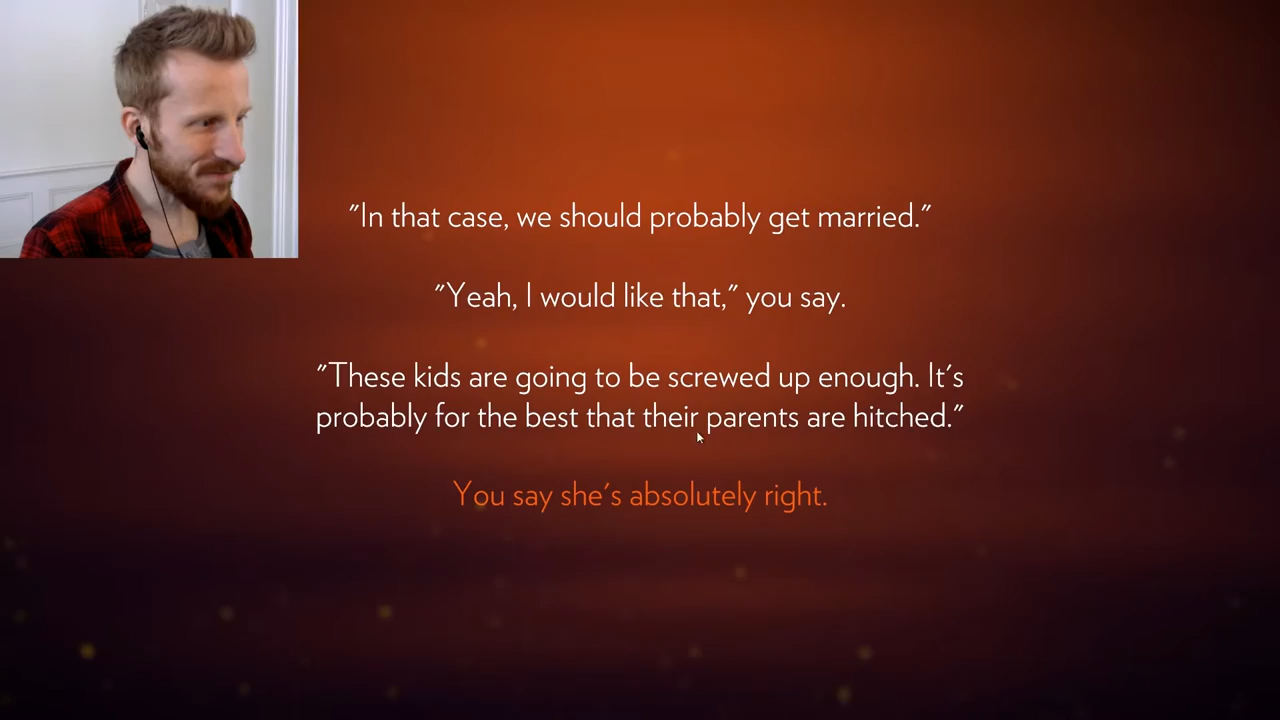 "In that case, we should probably get married."
"Yeah, I would like that," you say.
"These kids are going to be screwed up enough. It's
probably for the best that their parents are hitched."
You say she's absolutely right.